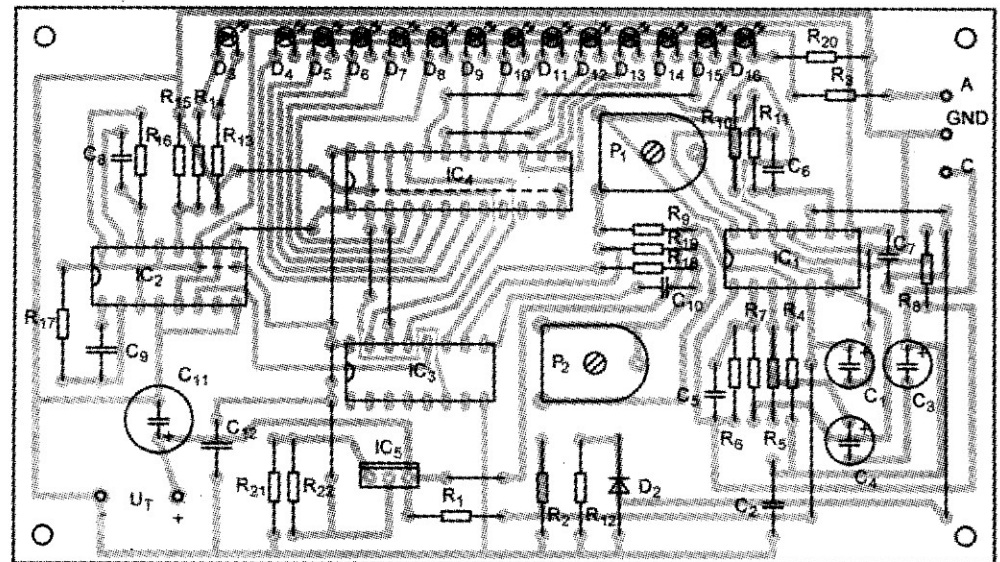 R20
D3 D4 D5 D6 D7 D8 D9 D10 D11 D12 D13 D14 D15 D16
R3
A
R15 R14
R10 R11
GND
R16 R13
C8
P1
C6
C
IC4
R9
R19
R18
C7
IC2
IC1
C10
R8
R17
R7 R4
C9
IC3
P2
C11
C5
C1
C3
C12
R6 R5
IC5
C4
R21 R22
D2
UT
R1
R2 R12
C2
+